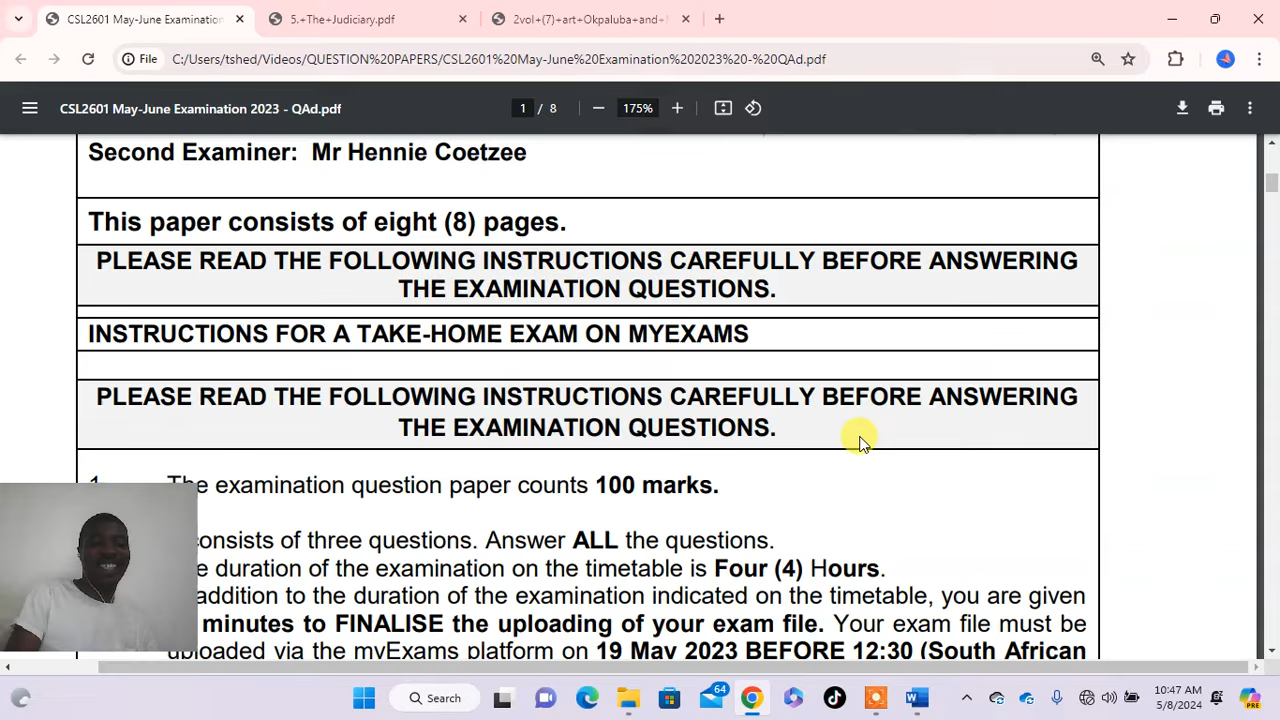 CSL2601 May-June Examination
5.+The+Judiciary.pdf
2vol+(7)+art+Okpaluba+and+
File
C:/Users/tshed/Videos/QUESTION%20PAPERS/CSL2601%20May-June%20Examination%202023%20-%20QAd.pdf
CSL2601 May-June Examination 2023 - QAd.pdf
1 / 8
175%
Second Examiner: Mr Hennie Coetzee
This paper consists of eight (8) pages.
PLEASE READ THE FOLLOWING INSTRUCTIONS CAREFULLY BEFORE ANSWERING
THE EXAMINATION QUESTIONS.
INSTRUCTIONS FOR A TAKE-HOME EXAM ON MYEXAMS
PLEASE READ THE FOLLOWING INSTRUCTIONS CAREFULLY BEFORE ANSWERING
THE EXAMINATION QUESTIONS.
1 The examination question paper counts 100 marks.
consists of three questions. Answer ALL the questions.
e duration of the examination on the timetable is Four (4) Hours.
addition to the duration of the examination indicated on the timetable, you are given
minutes to FINALISE the uploading of your exam file. Your exam file must be
uploaded via the myExams platform on 19 May 2023 BEFORE 12:30 (South African
Search
64
10:47 AM
5/8/2024
PRE